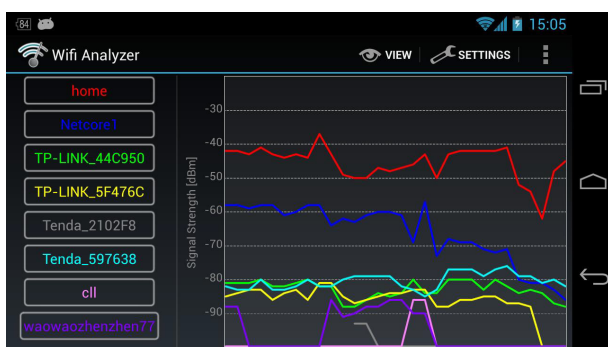 84
15:05
Wifi Analyzer
VIEW
SETTINGS
home
Netcore1
TP-LINK_44C950
TP-LINK_5F476C
Tenda_2102F8
Tenda_597638
cll
waowaozhenzhen77
Signal Strength [dBm]
-30
-40
-50
-60
-70
-80
-90